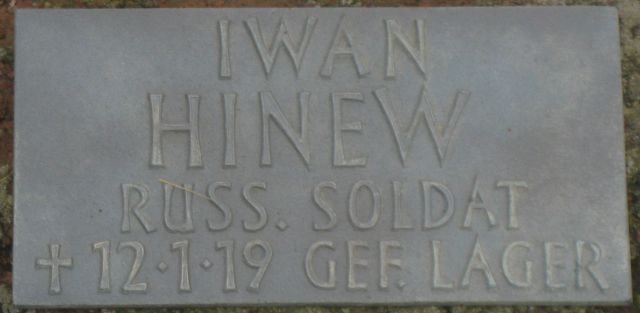 IWAN
HINEW
RUSS. SOLDAT
✝ 12·1·19 GEF. LAGER